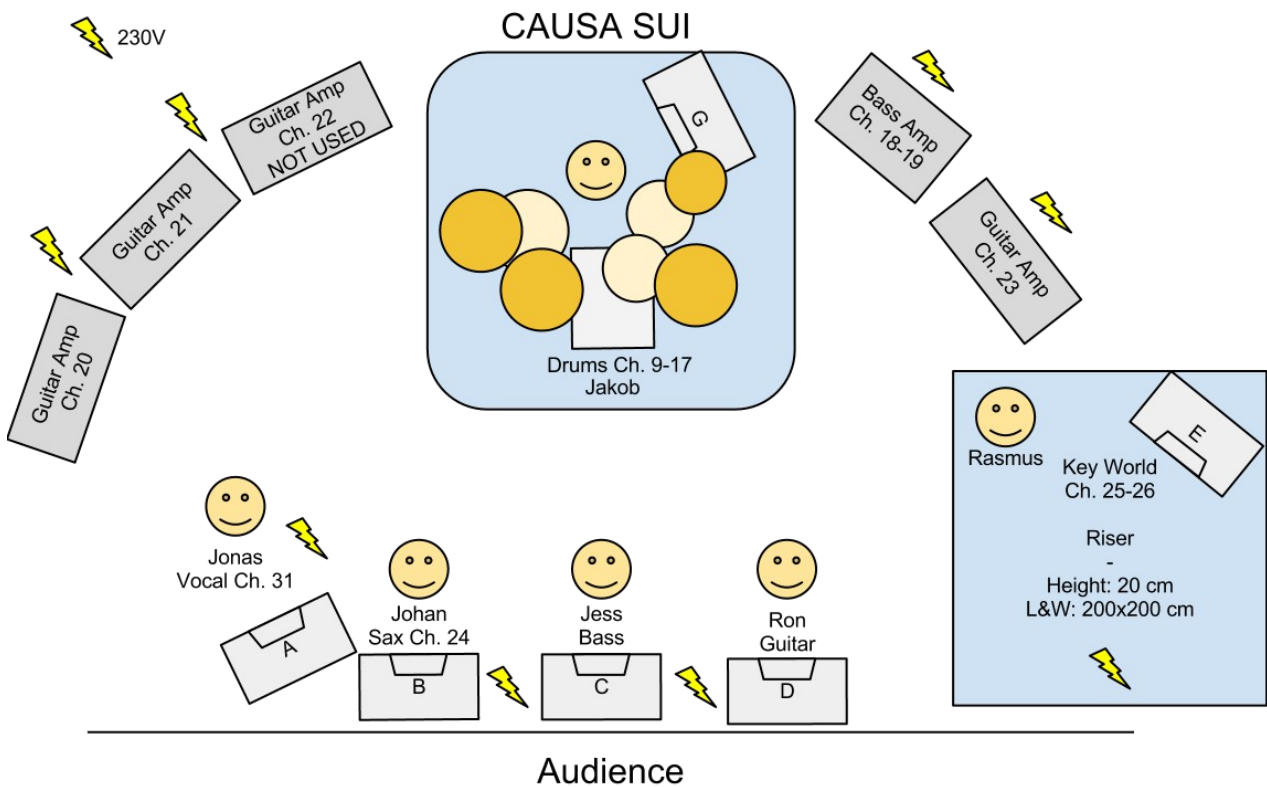 CAUSA SUI
230V
Guitar Amp
Ch. 22
NOT USED
Guitar Amp
Ch. 21
Guitar Amp
Ch. 20
G
Drums Ch. 9-17
Jakob
Bass Amp
Ch. 18-19
Guitar Amp
Ch. 23
Rasmus
E
Key World
Ch. 25-26
Riser
-
Height: 20 cm
L&W: 200x200 cm
Jonas
Vocal Ch. 31
A
Johan
Sax Ch. 24
B
Jess
Bass
C
Ron
Guitar
D
Audience